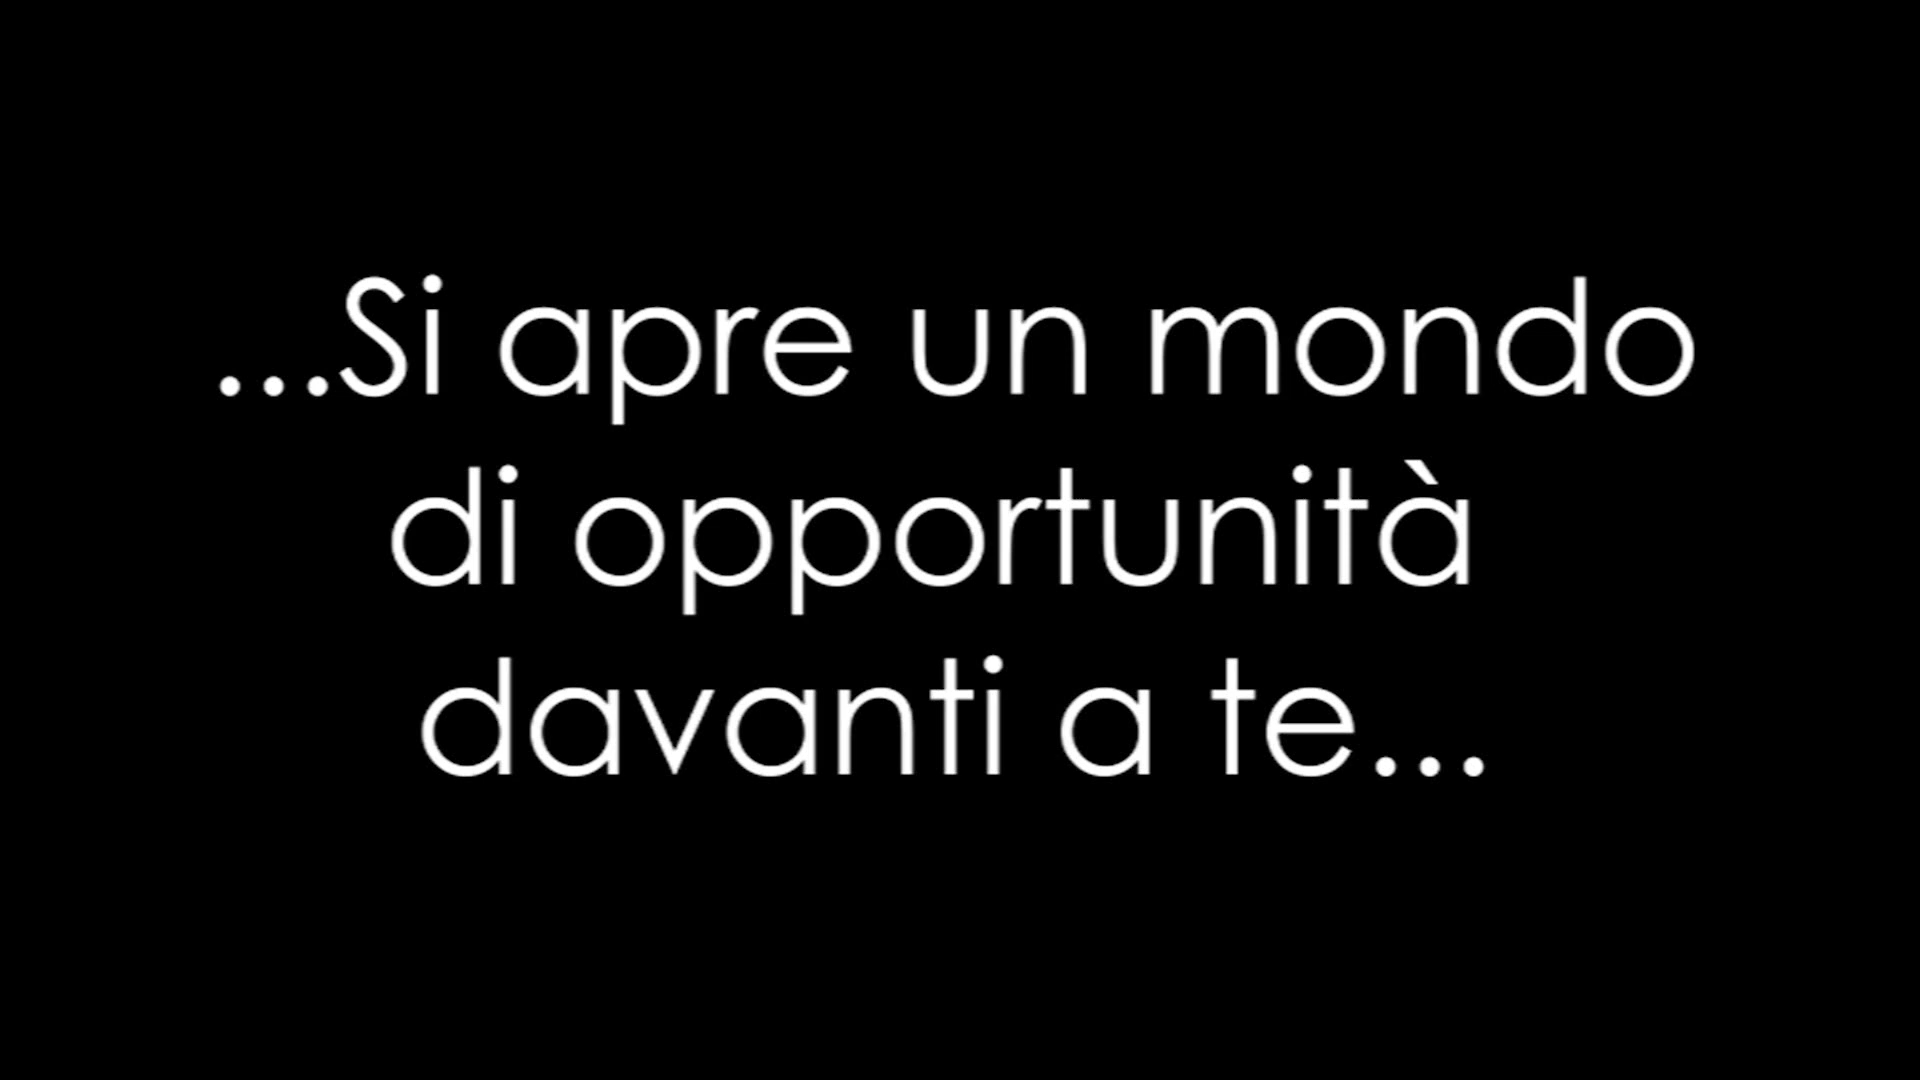 ...Si apre un mondo
di opportunità
davanti a te...